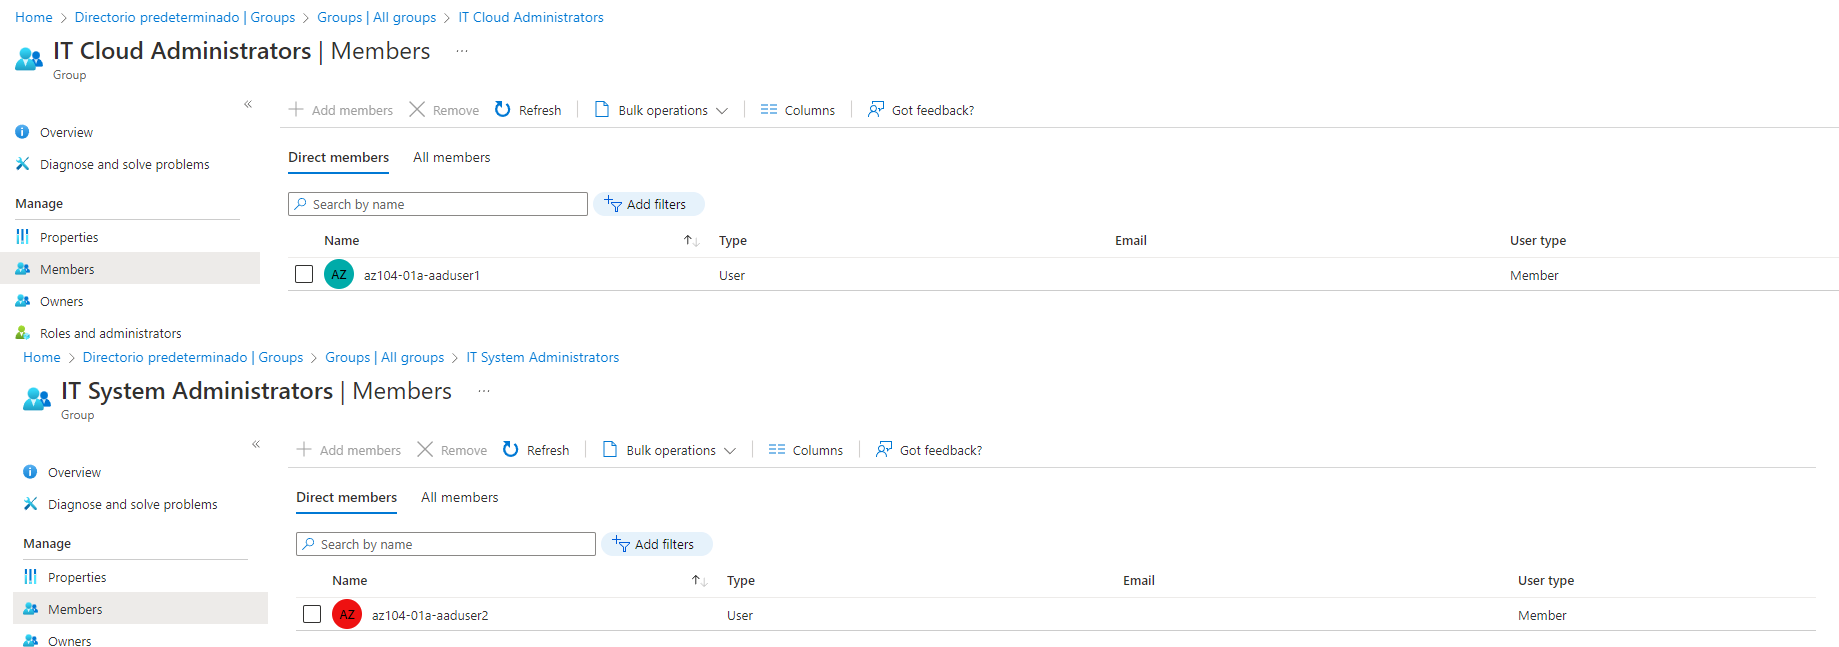 Home > Directorio predeterminado | Groups > Groups | All groups > IT Cloud Administrators
IT Cloud Administrators | Members ...
Group
«
Add members Remove Refresh Bulk operations Columns Got feedback?
Overview
Diagnose and solve problems
Direct members All members
Manage
Search by name Add filters
Properties
Name ↑↓ Type Email User type
Members
AZ az104-01a-aaduser1 User Member
Owners
Roles and administrators
Home > Directorio predeterminado | Groups > Groups | All groups > IT System Administrators
IT System Administrators | Members ...
Group
«
Add members Remove Refresh Bulk operations Columns Got feedback?
Overview
Diagnose and solve problems
Direct members All members
Manage
Search by name Add filters
Properties
Name ↑↓ Type Email User type
Members
AZ az104-01a-aaduser2 User Member
Owners